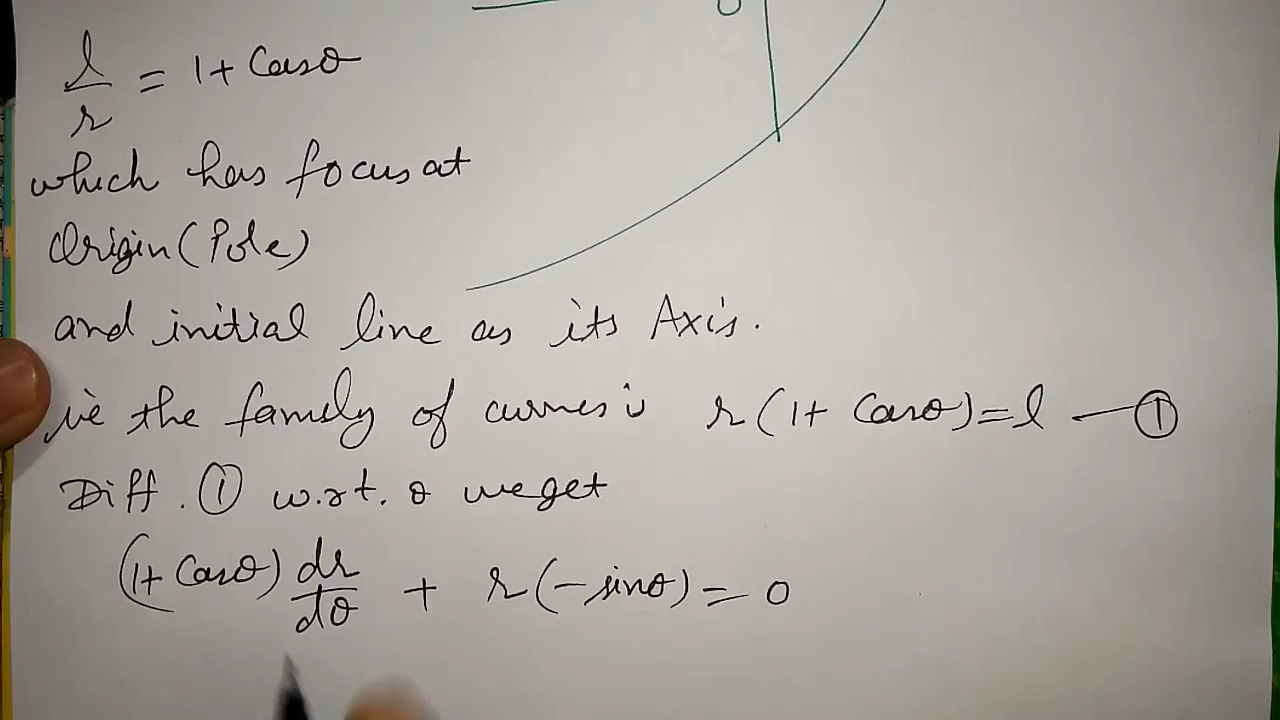 l/r = 1 + Cosθ
which has focus at
Origin (Pole)
and initial line as its Axis.
ie the family of curves is r(1 + Cosθ) = l — ①
Diff. ① w.r.t. θ we get
(1 + Cosθ) dr/dθ + r(-sinθ) = 0